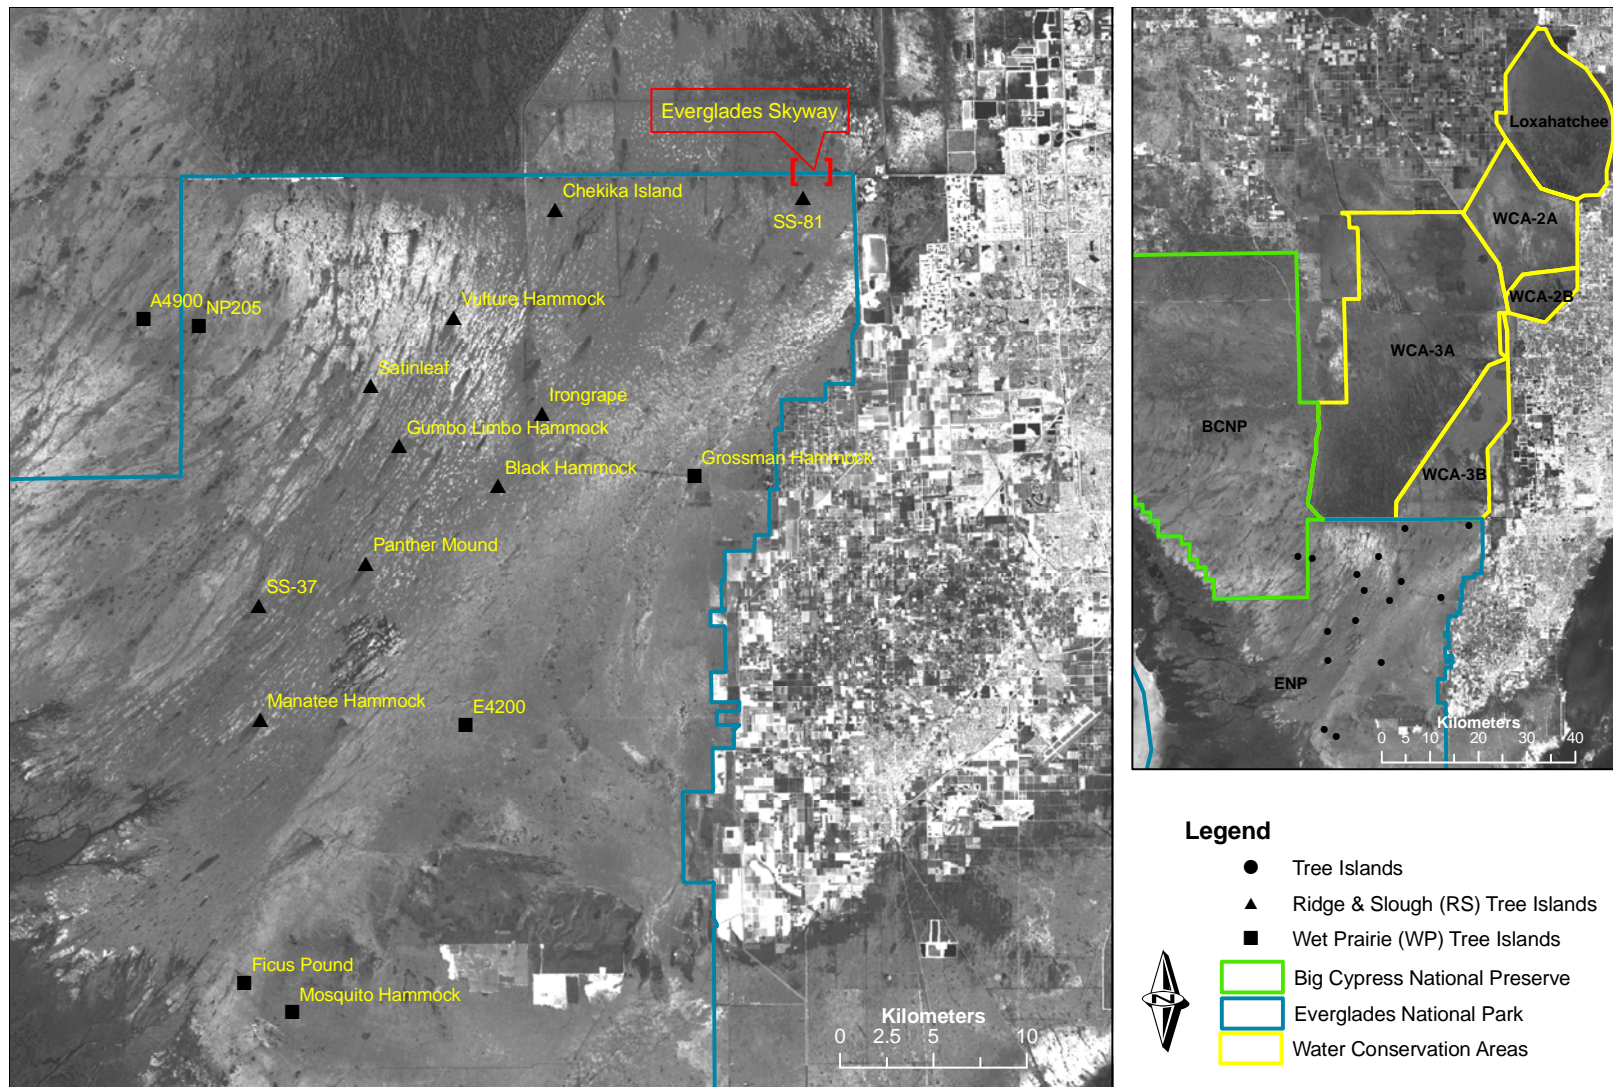 Everglades Skyway
Chekika Island
SS-81
A4900
NP205
Vulture Hammock
Satinleaf
Irongrape
Gumbo Limbo Hammock
Black Hammock
Grossman Hammock
Panther Mound
SS-37
Manatee Hammock
E4200
Ficus Pound
Mosquito Hammock
Kilometers
0 2.5 5 10
Loxahatchee
WCA-2A
WCA-2B
WCA-3A
BCNP
WCA-3B
ENP
Kilometers
0 5 10 20 30 40
Legend
Tree Islands
Ridge & Slough (RS) Tree Islands
Wet Prairie (WP) Tree Islands
Big Cypress National Preserve
Everglades National Park
Water Conservation Areas
N